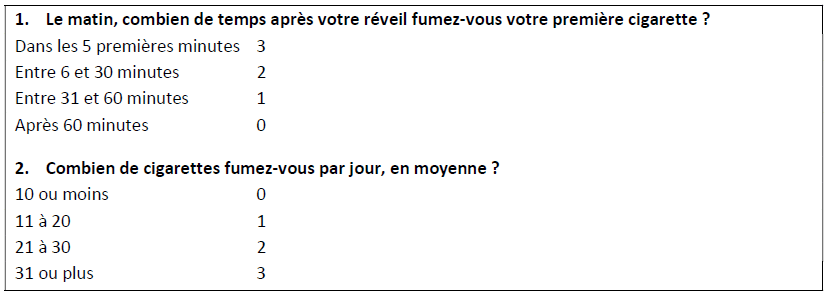 1. Le matin, combien de temps après votre réveil fumez-vous votre première cigarette ?
Dans les 5 premières minutes 3
Entre 6 et 30 minutes 2
Entre 31 et 60 minutes 1
Après 60 minutes 0
2. Combien de cigarettes fumez-vous par jour, en moyenne ?
10 ou moins 0
11 à 20 1
21 à 30 2
31 ou plus 3